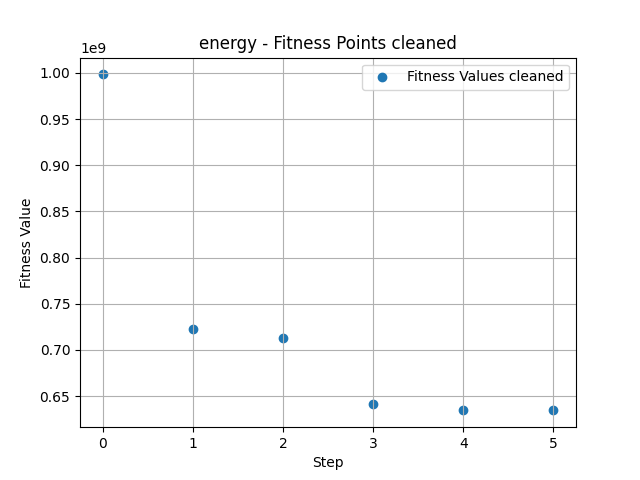 energy - Fitness Points cleaned
1e9
Fitness Values cleaned
1.00
0.95
0.90
0.85
0.80
0.75
0.70
0.65
Fitness Value
0 1 2 3 4 5
Step